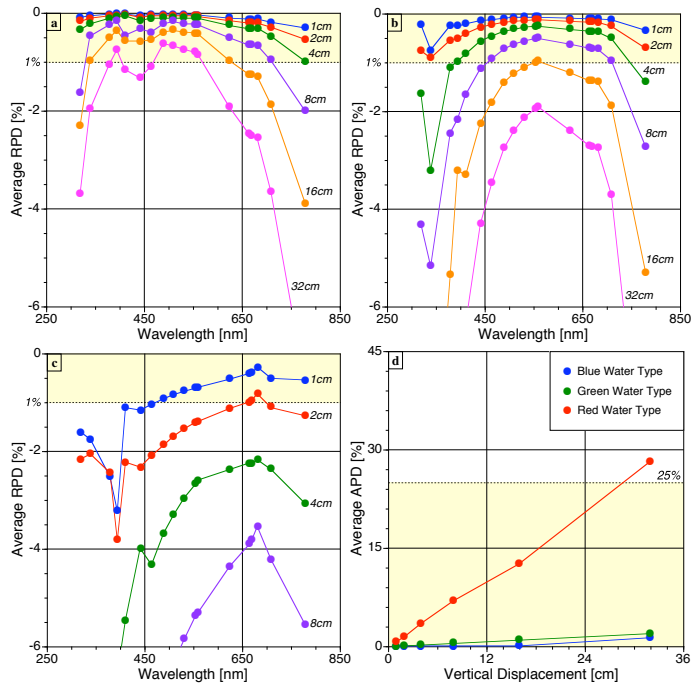 a
0
1%
-2
-4
-6
Average RPD [%]
1cm
2cm
4cm
8cm
16cm
32cm
250 450 650 850
Wavelength [nm]
b
0
1%
-2
-4
-6
Average RPD [%]
1cm
2cm
4cm
8cm
16cm
32cm
250 450 650 850
Wavelength [nm]
c
0
1%
-2
-4
-6
Average RPD [%]
1cm
2cm
4cm
8cm
250 450 650 850
Wavelength [nm]
d
45
30
15
0
Average APD [%]
Blue Water Type
Green Water Type
Red Water Type
25%
0 12 24 36
Vertical Displacement [cm]